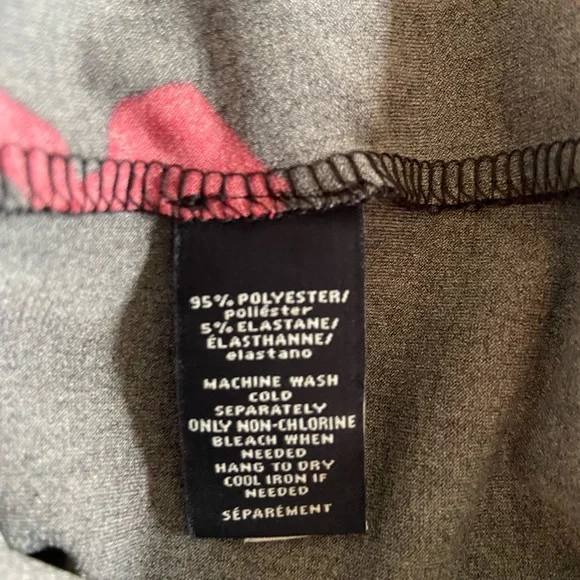 95% POLYESTER/
poliéster
5% ELASTANE/
ÉLASTHANNE/
elastano
MACHINE WASH
COLD
SEPARATELY
ONLY NON-CHLORINE
BLEACH WHEN
NEEDED
HANG TO DRY
COOL IRON IF
NEEDED
SÉPARÉMENT